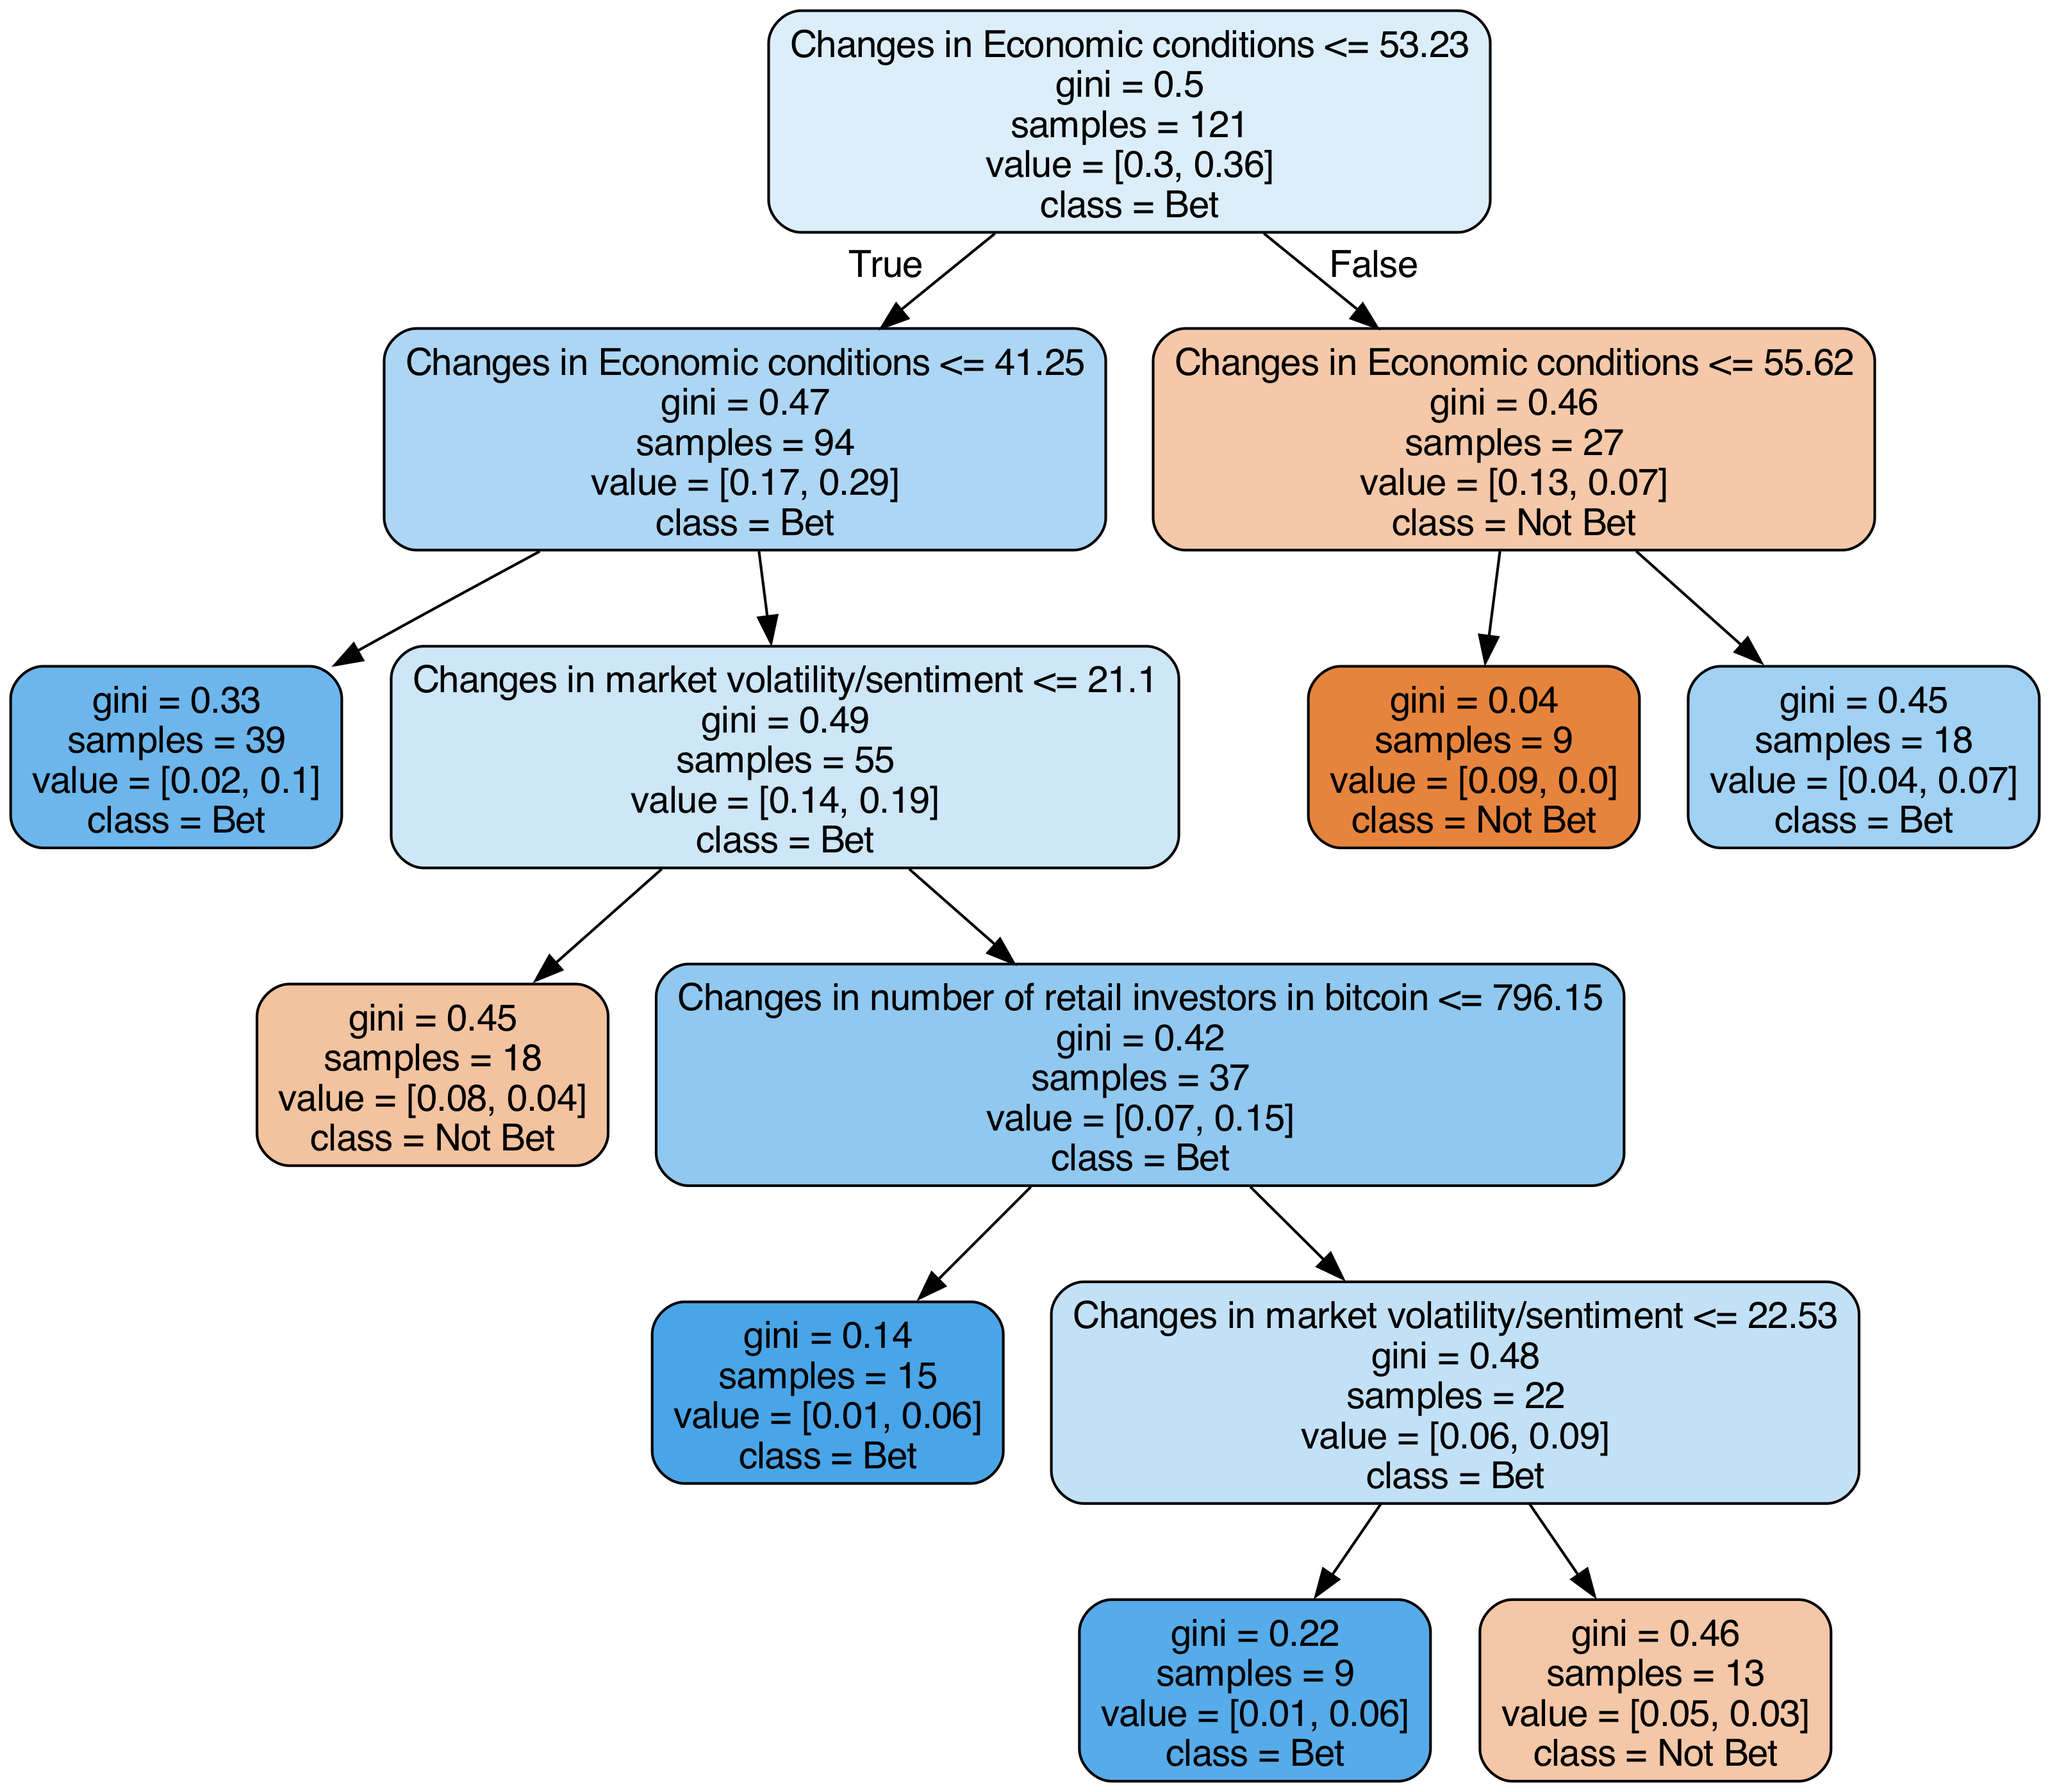 Changes in Economic conditions <= 53.23
gini = 0.5
samples = 121
value = [0.3, 0.36]
class = Bet
True
False
Changes in Economic conditions <= 41.25
gini = 0.47
samples = 94
value = [0.17, 0.29]
class = Bet
Changes in Economic conditions <= 55.62
gini = 0.46
samples = 27
value = [0.13, 0.07]
class = Not Bet
gini = 0.33
samples = 39
value = [0.02, 0.1]
class = Bet
Changes in market volatility/sentiment <= 21.1
gini = 0.49
samples = 55
value = [0.14, 0.19]
class = Bet
gini = 0.04
samples = 9
value = [0.09, 0.0]
class = Not Bet
gini = 0.45
samples = 18
value = [0.04, 0.07]
class = Bet
gini = 0.45
samples = 18
value = [0.08, 0.04]
class = Not Bet
Changes in number of retail investors in bitcoin <= 796.15
gini = 0.42
samples = 37
value = [0.07, 0.15]
class = Bet
gini = 0.14
samples = 15
value = [0.01, 0.06]
class = Bet
Changes in market volatility/sentiment <= 22.53
gini = 0.48
samples = 22
value = [0.06, 0.09]
class = Bet
gini = 0.22
samples = 9
value = [0.01, 0.06]
class = Bet
gini = 0.46
samples = 13
value = [0.05, 0.03]
class = Not Bet